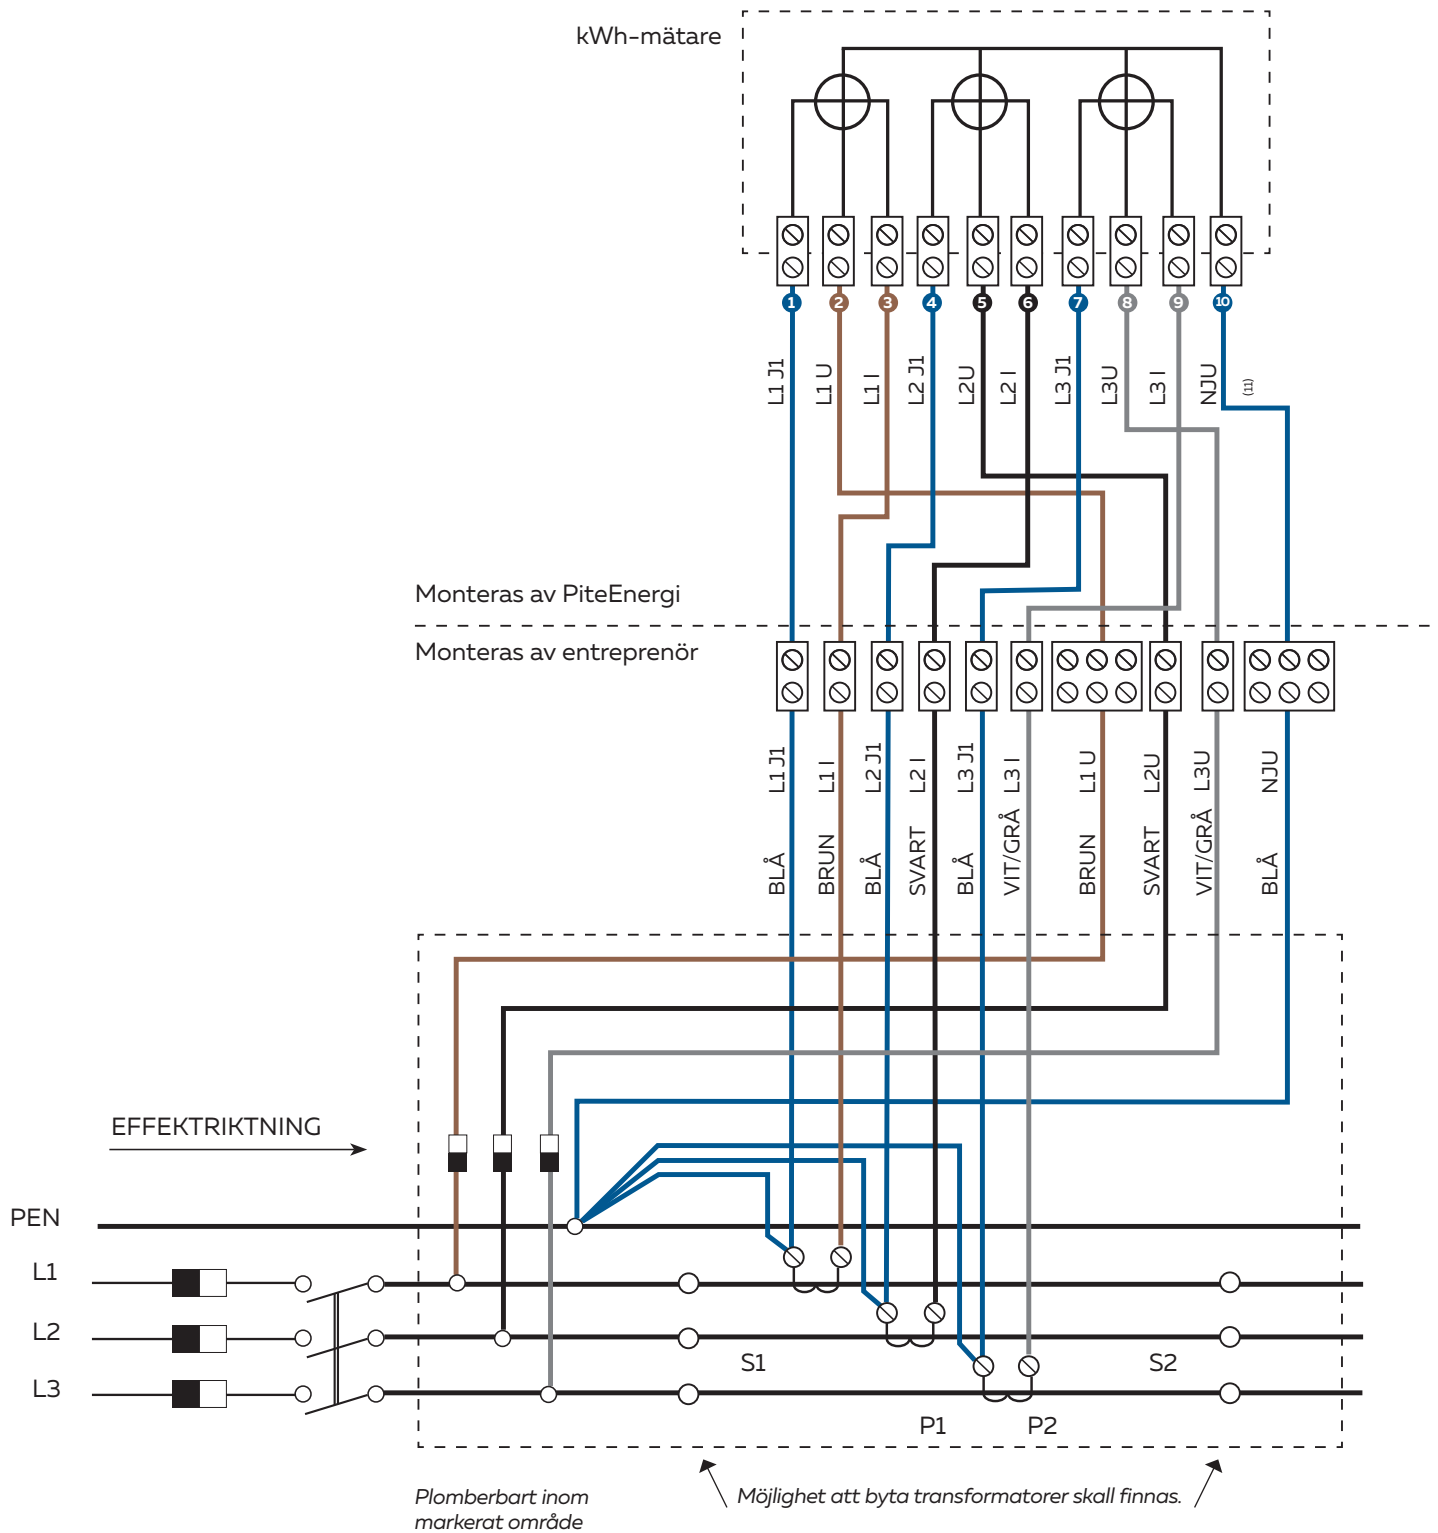 kWh-mätare
1
2
3
4
5
6
7
8
9
10
L1 J1
L1 U
L1 I
L2 J1
L2U
L2 I
L3 J1
L3U
L3 I
NJU
(11)
Monteras av PiteEnergi
Monteras av entreprenör
BLÅ L1 J1
BRUN L1 I
BLÅ L2 J1
SVART L2 I
BLÅ L3 J1
VIT/GRÅ L3 I
BRUN L1 U
SVART L2U
VIT/GRÅ L3U
BLÅ NJU
EFFEKTRIKTNING
PEN
L1
L2
L3
S1
S2
P1
P2
Plomberbart inom
markerat område
Möjlighet att byta transformatorer skall finnas.